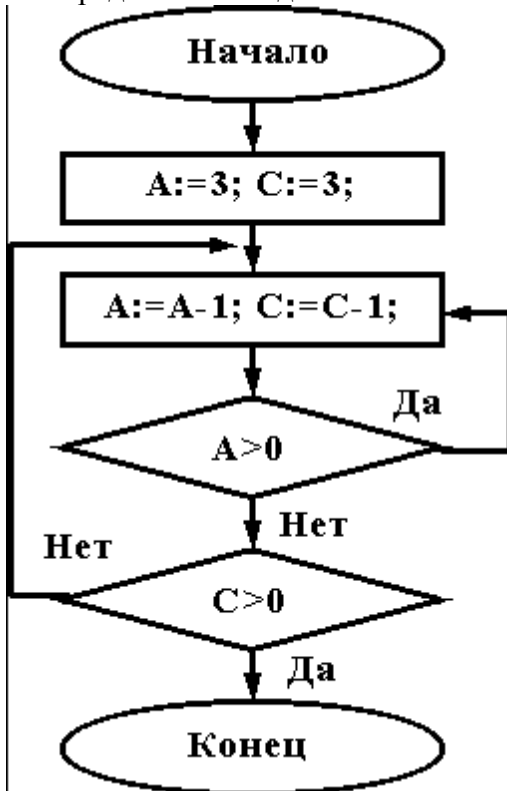 Начало
A:=3; C:=3;
A:=A-1; C:=C-1;
Да
A>0
Нет
Нет
C>0
Да
Конец